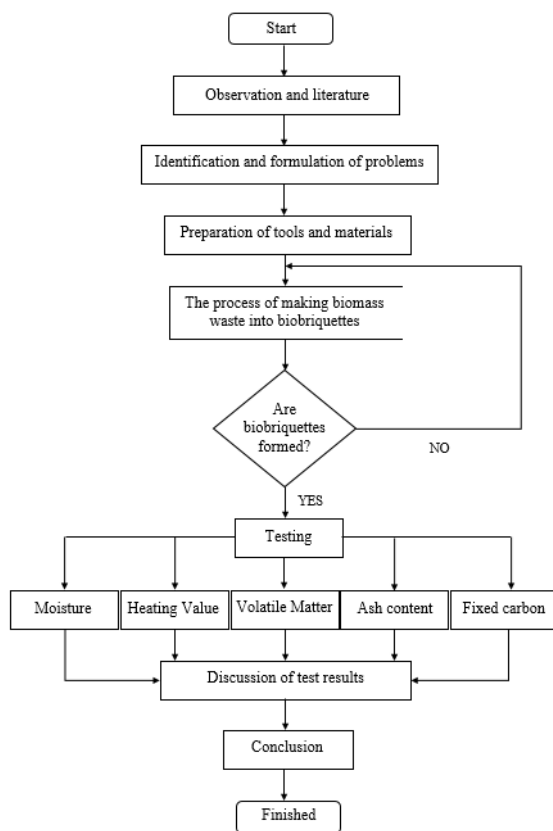 Start
Observation and literature
Identification and formulation of problems
Preparation of tools and materials
The process of making biomass
waste into biobriquettes
Are
biobriquettes
formed?
NO
YES
Testing
Moisture
Heating Value
Volatile Matter
Ash content
Fixed carbon
Discussion of test results
Conclusion
Finished